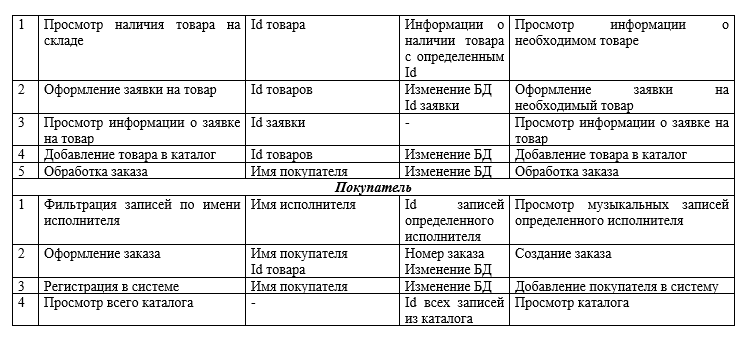 1 Просмотр наличия товара на складе Id товара Информации о наличии товара с определенным Id Просмотр информации о необходимом товаре
2 Оформление заявки на товар Id товаров Изменение БД Id заявки Оформление заявки на необходимый товар
3 Просмотр информации о заявке на товар Id заявки - Просмотр информации о заявке на товар
4 Добавление товара в каталог Id товаров Изменение БД Добавление товара в каталог
5 Обработка заказа Имя покупателя Изменение БД Обработка заказа
Покупатель
1 Фильтрация записей по имени исполнителя Имя исполнителя Id записей определенного исполнителя Просмотр музыкальных записей определенного исполнителя
2 Оформление заказа Имя покупателя Id товара Номер заказа Изменение БД Создание заказа
3 Регистрация в системе Имя покупателя Изменение БД Добавление покупателя в систему
4 Просмотр всего каталога - Id всех записей из каталога Просмотр каталога